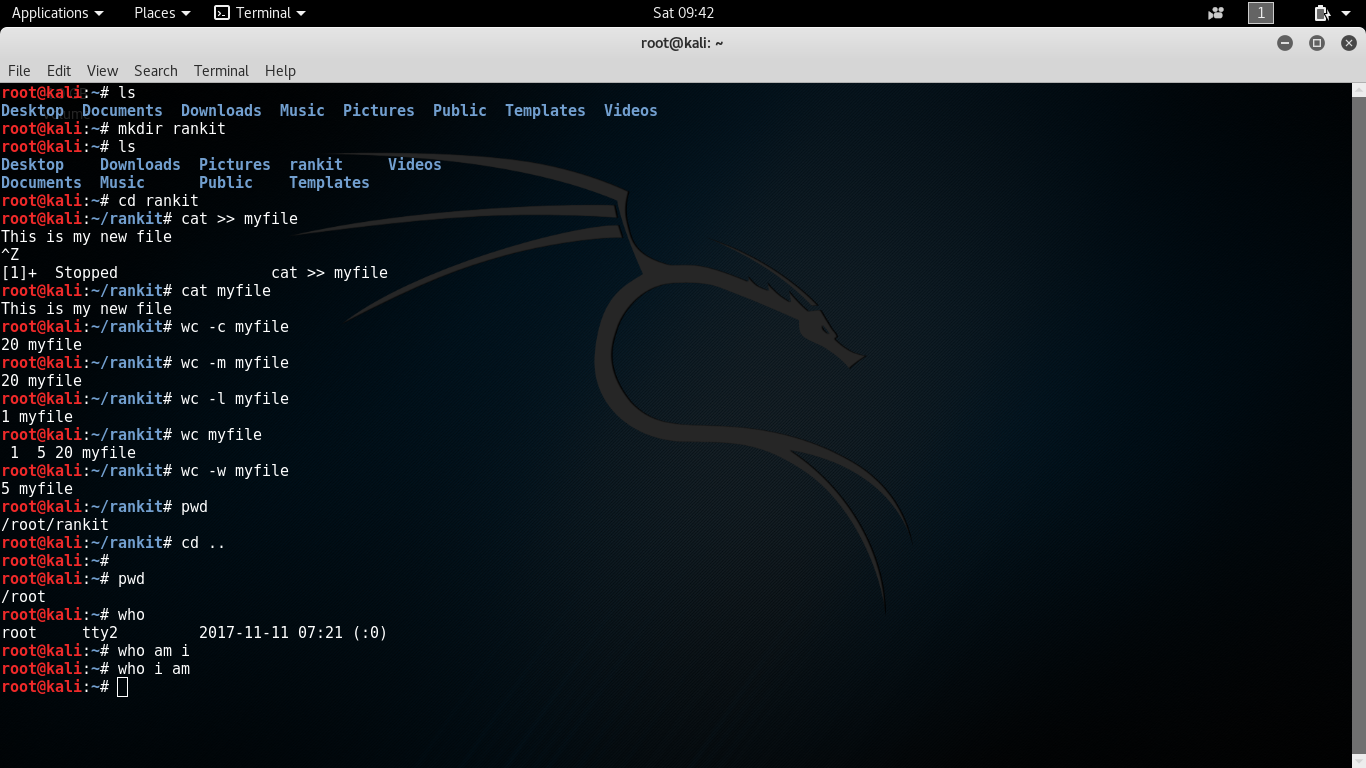 Applications Places Terminal Sat 09:42 1
root@kali: ~
File Edit View Search Terminal Help
root@kali:~# ls
Desktop Documents Downloads Music Pictures Public Templates Videos
root@kali:~# mkdir rankit
root@kali:~# ls
Desktop    Downloads  Pictures  rankit     Videos
Documents  Music      Public    Templates
root@kali:~# cd rankit
root@kali:~/rankit# cat >> myfile
This is my new file
^Z
[1]+  Stopped                 cat >> myfile
root@kali:~/rankit# cat myfile
This is my new file
root@kali:~/rankit# wc -c myfile
20 myfile
root@kali:~/rankit# wc -m myfile
20 myfile
root@kali:~/rankit# wc -l myfile
1 myfile
root@kali:~/rankit# wc myfile
 1  5 20 myfile
root@kali:~/rankit# wc -w myfile
5 myfile
root@kali:~/rankit# pwd
/root/rankit
root@kali:~/rankit# cd ..
root@kali:~#
root@kali:~# pwd
/root
root@kali:~# who
root     tty2         2017-11-11 07:21 (:0)
root@kali:~# who am i
root@kali:~# who i am
root@kali:~#